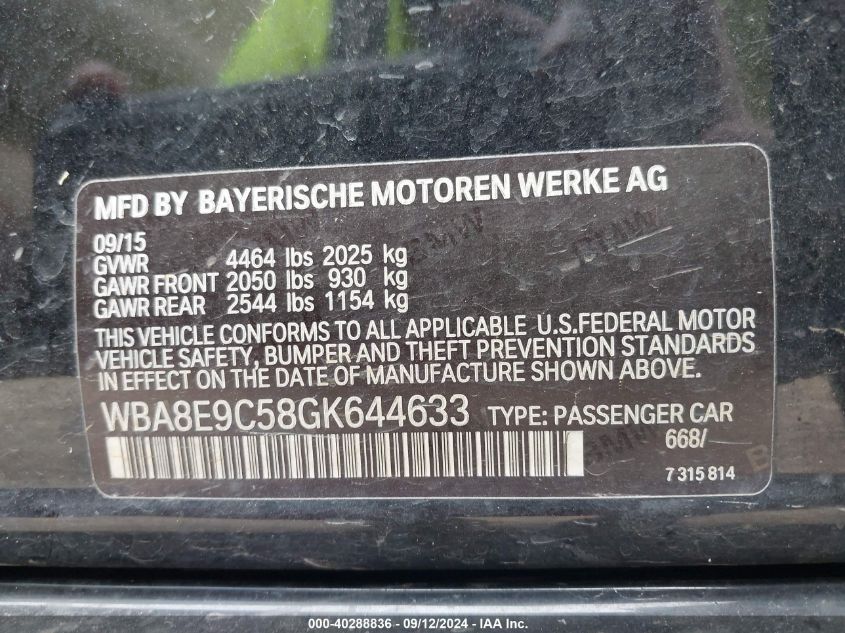 MFD BY BAYERISCHE MOTOREN WERKE AG
09/15
GVWR 4464 lbs 2025 kg
GAWR FRONT 2050 lbs 930 kg
GAWR REAR 2544 lbs 1154 kg
THIS VEHICLE CONFORMS TO ALL APPLICABLE U.S.FEDERAL MOTOR
VEHICLE SAFETY, BUMPER AND THEFT PREVENTION STANDARDS
IN EFFECT ON THE DATE OF MANUFACTURE SHOWN ABOVE.
WBA8E9C58GK644633 TYPE: PASSENGER CAR
668/
7 315 814
000-40288836 - 09/12/2024 - IAA Inc.